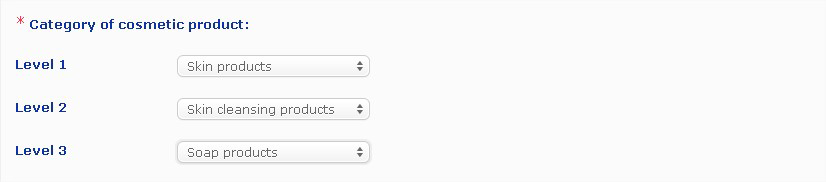 * Category of cosmetic product:
Level 1 Skin products
Level 2 Skin cleansing products
Level 3 Soap products